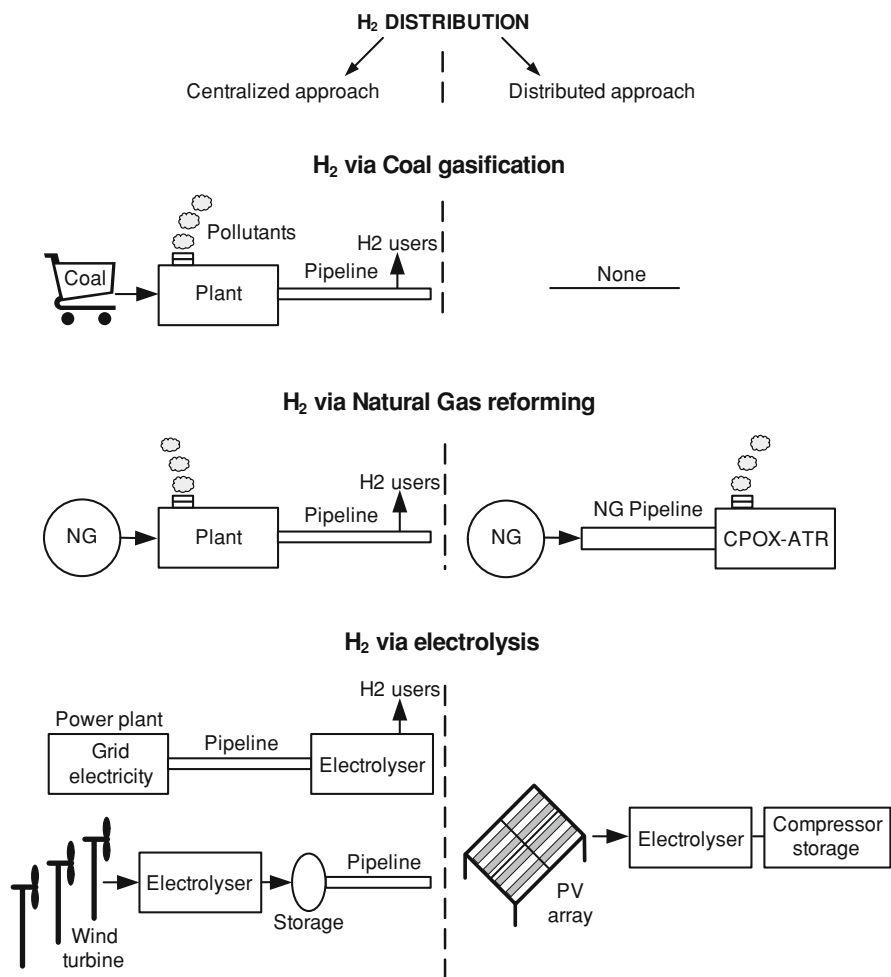 H₂ DISTRIBUTION
Centralized approach
Distributed approach
H₂ via Coal gasification
Pollutants
H2 users
Coal
Pipeline
Plant
None
H₂ via Natural Gas reforming
H2 users
NG
Plant
Pipeline
NG
NG Pipeline
CPOX-ATR
H₂ via electrolysis
H2 users
Power plant
Grid
electricity
Pipeline
Electrolyser
Wind
turbine
Electrolyser
Storage
Pipeline
PV
array
Electrolyser
Compressor
storage